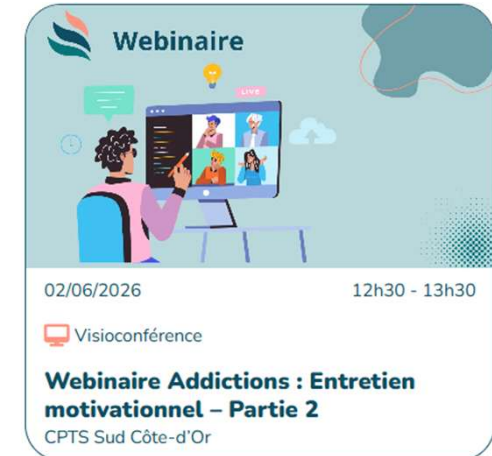 Webinaire
LIVE
02/06/2026 12h30 - 13h30
Visioconférence
Webinaire Addictions : Entretien
motivationnel – Partie 2
CPTS Sud Côte-d'Or